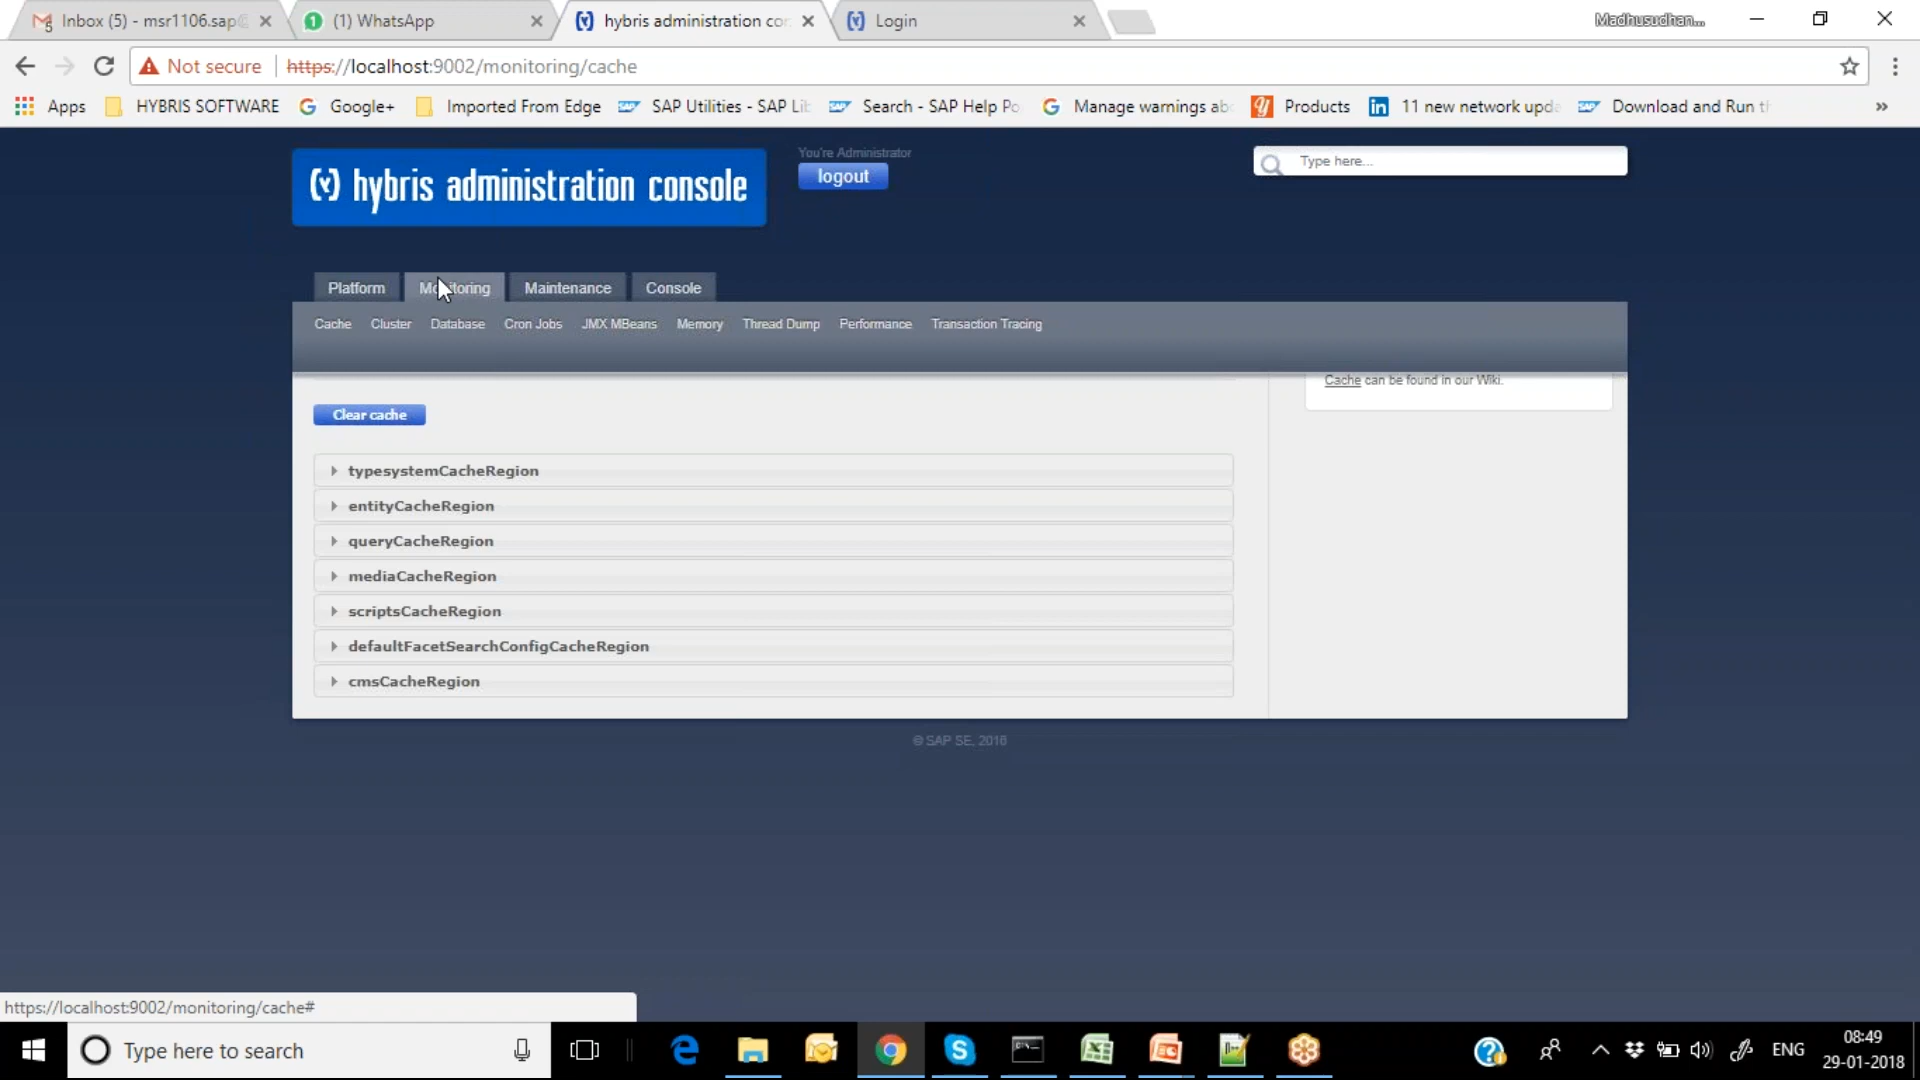 Inbox (5) - msr1106.sap@
(1) WhatsApp
hybris administration con
Login
Madhusudhan...
Not secure
https://localhost:9002/monitoring/cache
Apps
HYBRIS SOFTWARE
Google+
Imported From Edge
SAP Utilities - SAP Lib
Search - SAP Help Po
Manage warnings ab
Products
11 new network upda
Download and Run th
»
(y) hybris administration console
You're Administrator
logout
Type here...
Platform
Monitoring
Maintenance
Console
Cache
Cluster
Database
Cron Jobs
JMX MBeans
Memory
Thread Dump
Performance
Transaction Tracing
Cache can be found in our Wiki.
Clear cache
typesystemCacheRegion
entityCacheRegion
queryCacheRegion
mediaCacheRegion
scriptsCacheRegion
defaultFacetSearchConfigCacheRegion
cmsCacheRegion
© SAP SE, 2016
https://localhost:9002/monitoring/cache#
Type here to search
ENG
08:49
29-01-2018